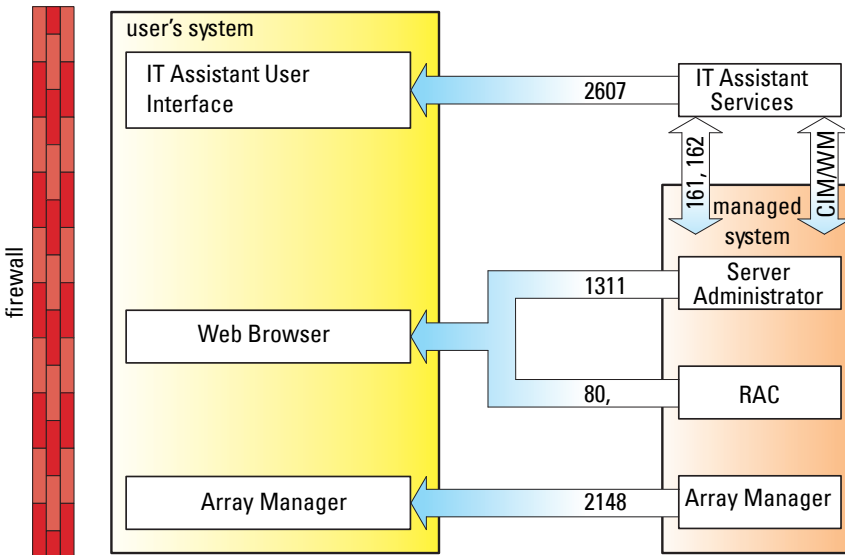 firewall
user's system
IT Assistant User
Interface
2607
IT Assistant
Services
161, 162
CIM/WM
managed
system
Web Browser
1311
Server
Administrator
80,
RAC
Array Manager
2148
Array Manager